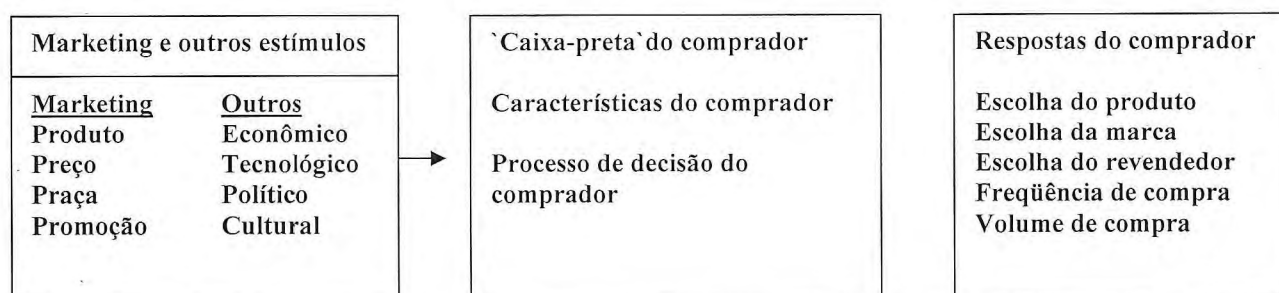 Marketing e outros estímulos
Marketing Outros
Produto Econômico
Preço Tecnológico
Praça Político
Promoção Cultural
`Caixa-preta`do comprador
Características do comprador
Processo de decisão do
comprador
Respostas do comprador
Escolha do produto
Escolha da marca
Escolha do revendedor
Freqüência de compra
Volume de compra